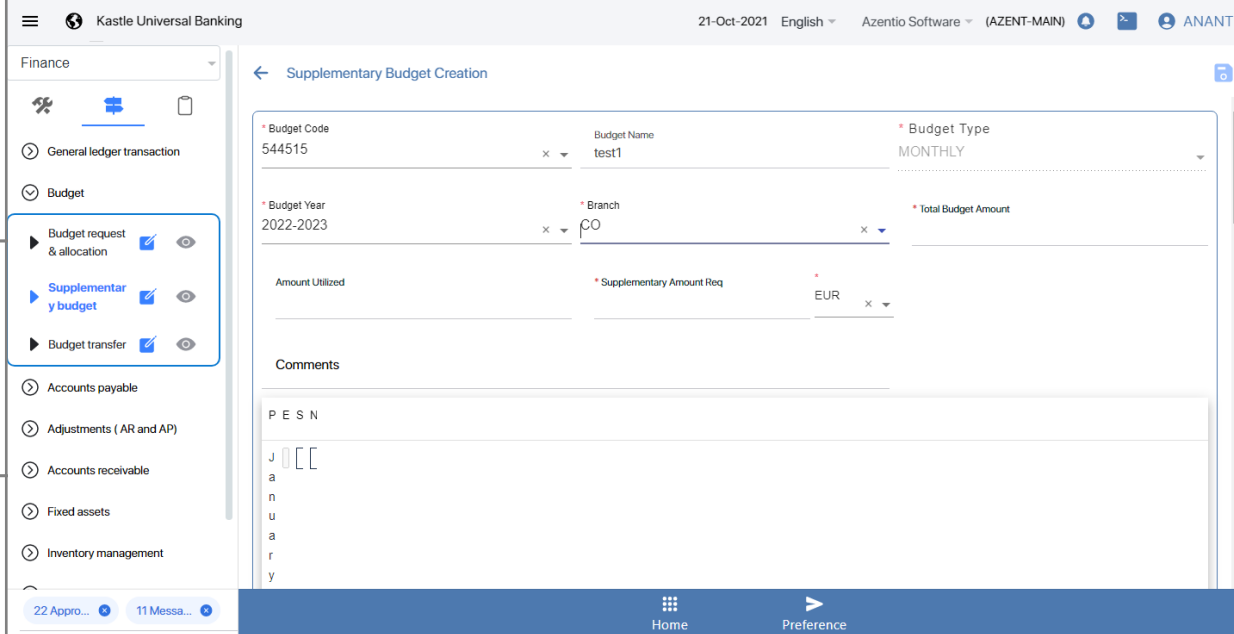 Kastle Universal Banking
21-Oct-2021 English Azentio Software (AZENT-MAIN) ANANT
Finance
General ledger transaction
Budget
Budget request
& allocation
Supplementar
y budget
Budget transfer
Accounts payable
Adjustments ( AR and AP)
Accounts receivable
Fixed assets
Inventory management
22 Appro...
11 Messa...
Supplementary Budget Creation
* Budget Code
544515
×
Budget Name
test1
* Budget Type
MONTHLY
* Budget Year
2022-2023
×
* Branch
CO
×
* Total Budget Amount
Amount Utilized
* Supplementary Amount Req
*
EUR
×
Comments
P E S N
J
a
n
u
a
r
y
Home
Preference